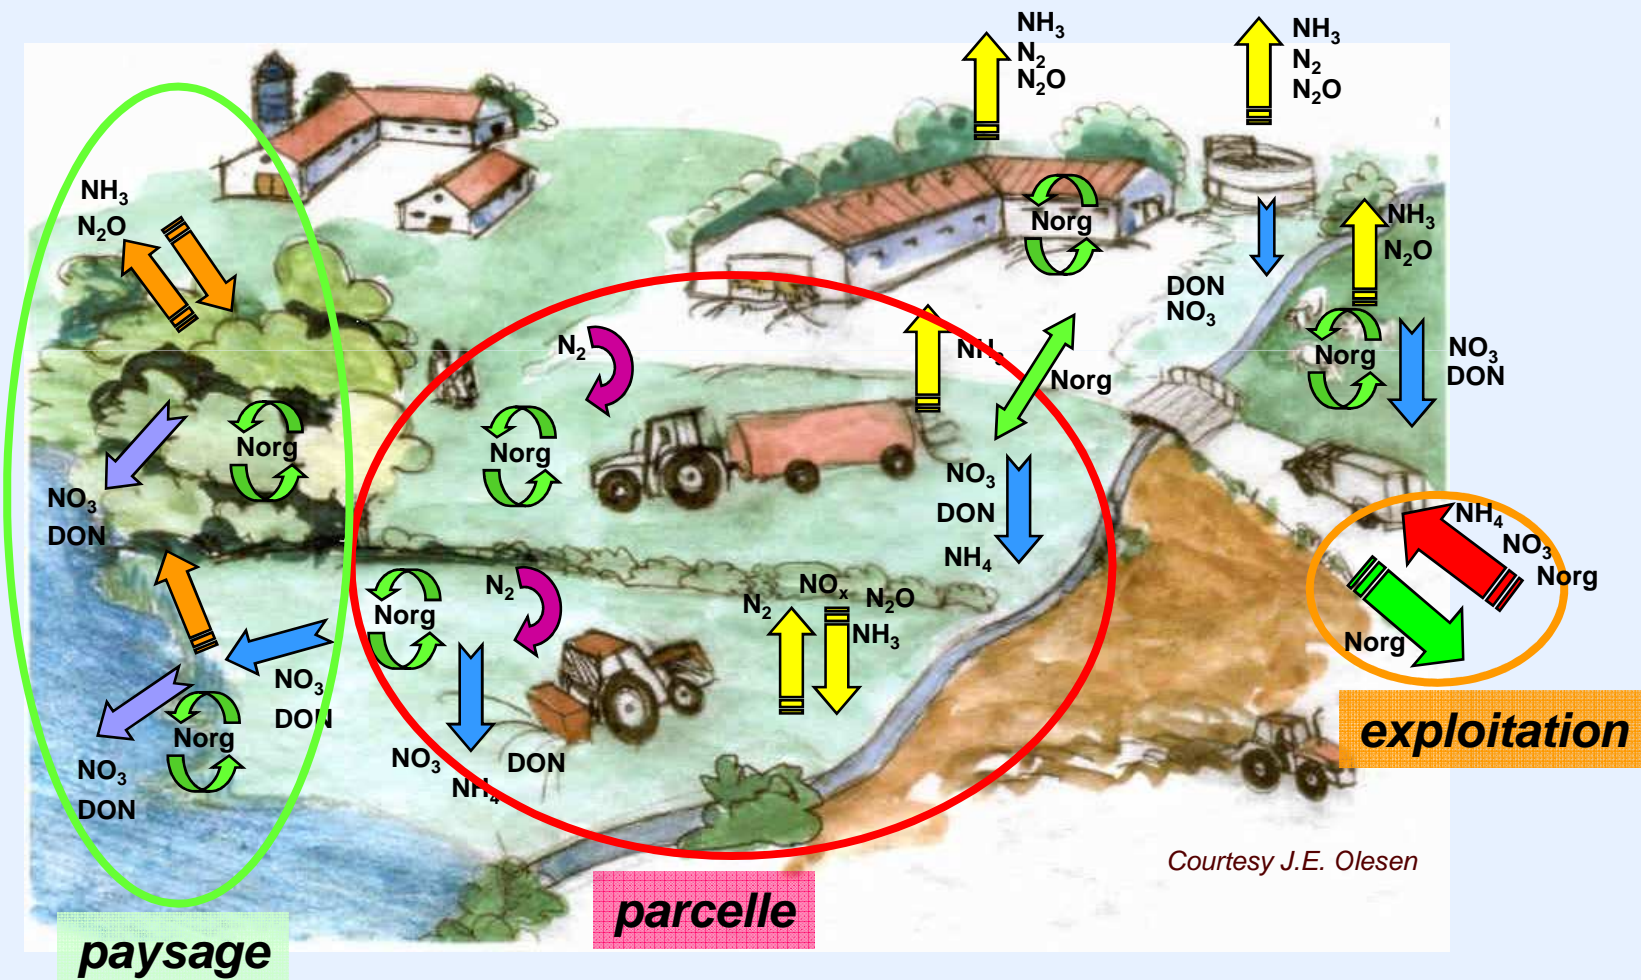 NH₃
N₂
N₂O
NH₃
N₂
N₂O
NH₃
N₂O
Norg
NH₃
N₂O
DON
NO₃
N₂
NH₃
Norg
NO₃
DON
Norg
Norg
Norg
NO₃
DON
NH₄
NO₃
DON
NH₄
NO₃
Norg
Norg
N₂
Norg
N₂
NOₓ
N₂O
NH₃
NO₃
DON
Norg
NO₃
DON
NO₃
NH₄
DON
exploitation
Courtesy J.E. Olesen
parcelle
paysage